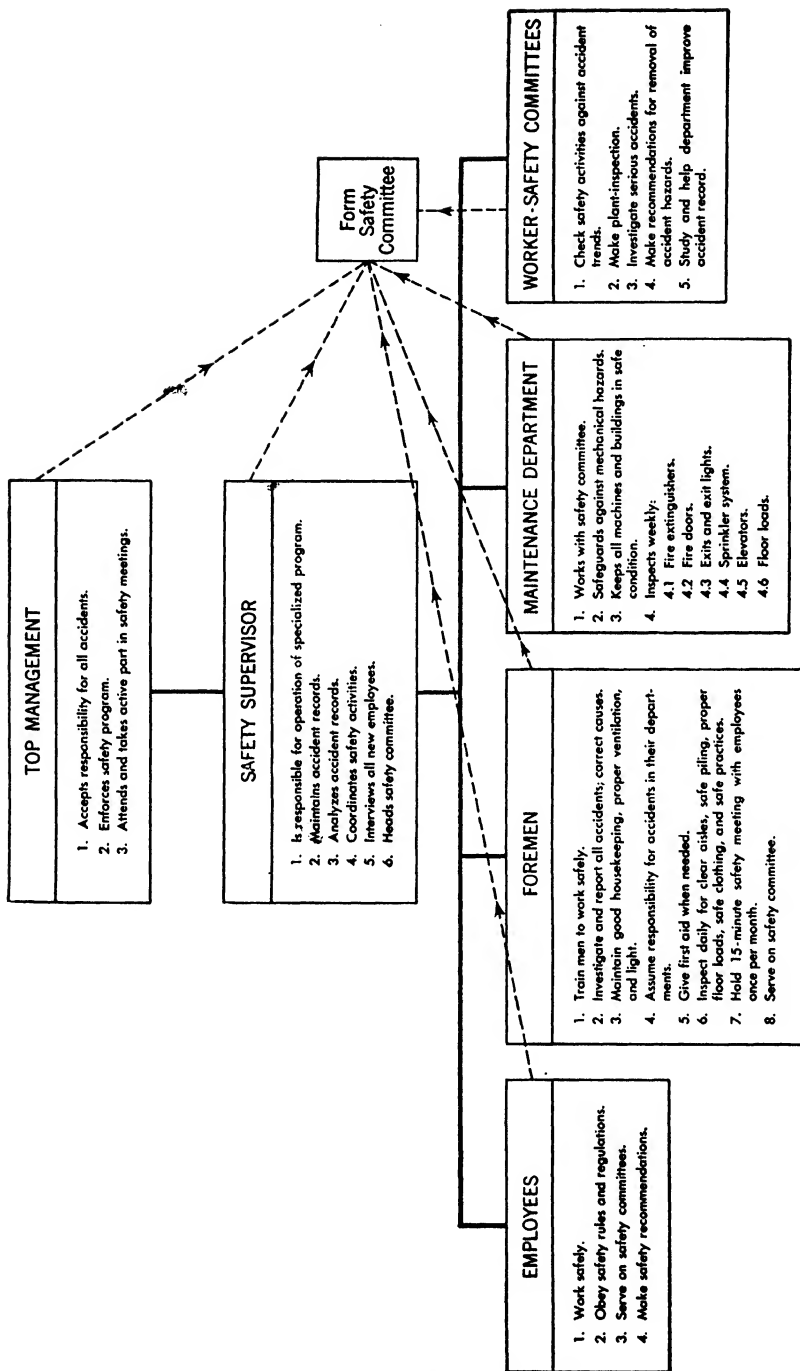 TOP MANAGEMENT
1. Accepts responsibility for all accidents.
2. Enforces safety program.
3. Attends and takes active part in safety meetings.
SAFETY SUPERVISOR
1. Is responsible for operation of specialized program.
2. Maintains accident records.
3. Analyzes accident records.
4. Coordinates safety activities.
5. Interviews all new employees.
6. Heads safety committee.
Form
Safety
Committee
EMPLOYEES
1. Work safely.
2. Obey safety rules and regulations.
3. Serve on safety committees.
4. Make safety recommendations.
FOREMEN
1. Train men to work safely.
2. Investigate and report all accidents; correct causes.
3. Maintain good housekeeping, proper ventilation,
and light.
4. Assume responsibility for accidents in their depart-
ments.
5. Give first aid when needed.
6. Inspect daily for clear aisles, safe piling, proper
floor loads, safe clothing, and safe practices.
7. Hold 15-minute safety meeting with employees
once per month.
8. Serve on safety committee.
MAINTENANCE DEPARTMENT
1. Works with safety committee.
2. Safeguards against mechanical hazards.
3. Keeps all machines and buildings in safe
condition.
4. Inspects weekly:
4.1 Fire extinguishers.
4.2 Fire doors.
4.3 Exits and exit lights.
4.4 Sprinkler system.
4.5 Elevators.
4.6 Floor loads.
WORKER-SAFETY COMMITTEES
1. Check safety activities against accident
trends.
2. Make plant-inspection.
3. Investigate serious accidents.
4. Make recommendations for removal of
accident hazards.
5. Study and help department improve
accident record.